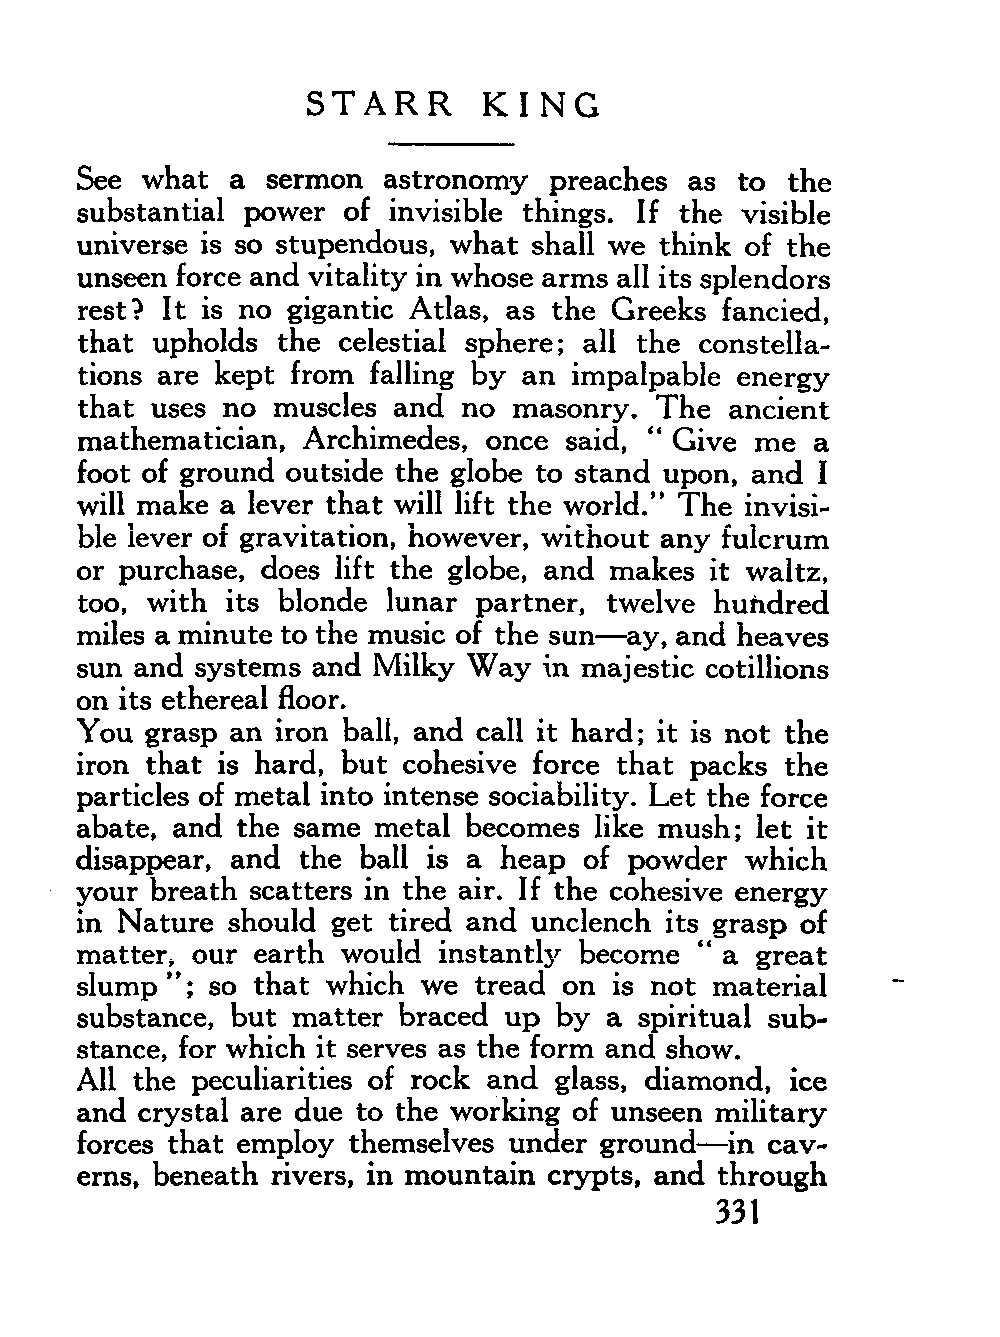 STARR KING
See what a sermon astronomy preaches as to the
substantial power of invisible things. If the visible
universe is so stupendous, what shall we think of the
unseen force and vitality in whose arms all its splendors
rest? It is no gigantic Atlas, as the Greeks fancied,
that upholds the celestial sphere; all the constella-
tions are kept from falling by an impalpable energy
that uses no muscles and no masonry. The ancient
mathematician, Archimedes, once said, “ Give me a
foot of ground outside the globe to stand upon, and I
will make a lever that will lift the world.” The invisi-
ble lever of gravitation, however, without any fulcrum
or purchase, does lift the globe, and makes it waltz,
too, with its blonde lunar partner, twelve hundred
miles a minute to the music of the sun—ay, and heaves
sun and systems and Milky Way in majestic cotillions
on its ethereal floor.
You grasp an iron ball, and call it hard; it is not the
iron that is hard, but cohesive force that packs the
particles of metal into intense sociability. Let the force
abate, and the same metal becomes like mush; let it
disappear, and the ball is a heap of powder which
your breath scatters in the air. If the cohesive energy
in Nature should get tired and unclench its grasp of
matter, our earth would instantly become “ a great
slump ”; so that which we tread on is not material
substance, but matter braced up by a spiritual sub-
stance, for which it serves as the form and show.
All the peculiarities of rock and glass, diamond, ice
and crystal are due to the working of unseen military
forces that employ themselves under ground—in cav-
erns, beneath rivers, in mountain crypts, and through
331